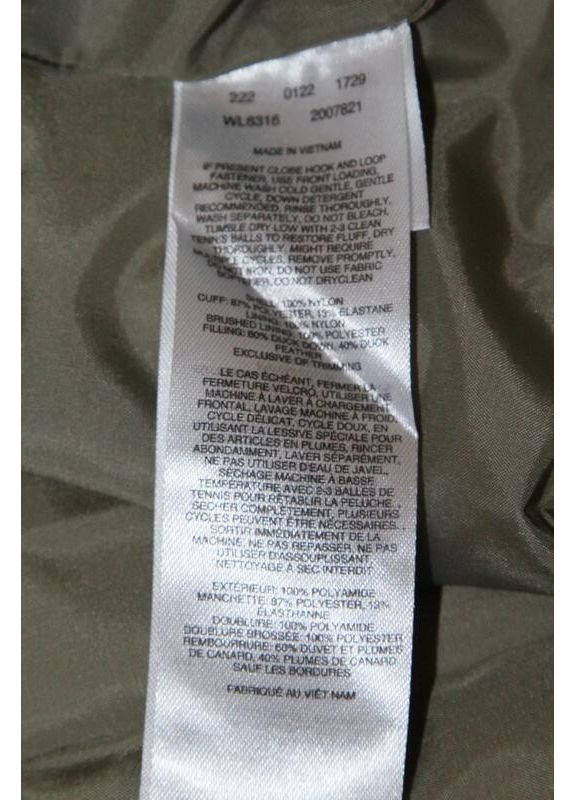 222 0122 1729
WL6316 2007821
MADE IN VIETNAM
IF PRESENT CLOSE HOOK AND LOOP
FASTENER, USE FRONT LOADING
MACHINE WASH COLD GENTLE, GENTLE
CYCLE, DOWN DETERGENT
RECOMMENDED, RINSE THOROUGHLY,
WASH SEPARATELY, DO NOT BLEACH,
TUMBLE DRY LOW WITH 2-3 CLEAN
TENNIS BALLS TO RESTORE FLUFF, DRY
THOROUGHLY, MIGHT REQUIRE
MULTIPLE CYCLES, REMOVE PROMPTLY,
DO NOT IRON, DO NOT USE FABRIC
SOFTENER, DO NOT DRYCLEAN
SHELL: 100% NYLON
CUFF: 87% POLYESTER, 13% ELASTANE
LINING: 100% NYLON
BRUSHED LINING: 100% POLYESTER
FILLING: 60% DUCK DOWN, 40% DUCK
FEATHER
EXCLUSIVE OF TRIMMING
LE CAS ÉCHÉANT, FERMER LA
FERMETURE VELCRO, UTILISER UNE
MACHINE À LAVER À CHARGEMENT
FRONTAL, LAVAGE MACHINE À FROID,
CYCLE DÉLICAT, CYCLE DOUX, EN
UTILISANT LA LESSIVE SPÉCIALE POUR
DES ARTICLES EN PLUMES, RINCER
ABONDAMMENT, LAVER SÉPARÉMENT,
NE PAS UTILISER D'EAU DE JAVEL,
SÉCHAGE MACHINE À BASSE
TEMPÉRATURE AVEC 2-3 BALLES DE
TENNIS POUR RÉTABLIR LA PELUCHE,
SECHER COMPLÈTEMENT, PLUSIEURS
CYCLES PEUVENT ÊTRE NÉCESSAIRES.
SORTIR IMMÉDIATEMENT DE LA
MACHINE, NE PAS REPASSER, NE PAS
UTILISER D'ASSOUPLISSANT
NETTOYAGE À SEC INTERDIT
EXTÉRIEUR: 100% POLYAMIDE
MANCHETTE: 87% POLYESTER, 13%
ÉLASTHANNE
DOUBLURE: 100% POLYAMIDE
DOUBLURE BROSSÉE: 100% POLYESTER
REMBOURRURE: 60% DUVET ET PLUMES
DE CANARD, 40% PLUMES DE CANARD
SAUF LES BORDURES
FABRIQUÉ AU VIÊT NAM